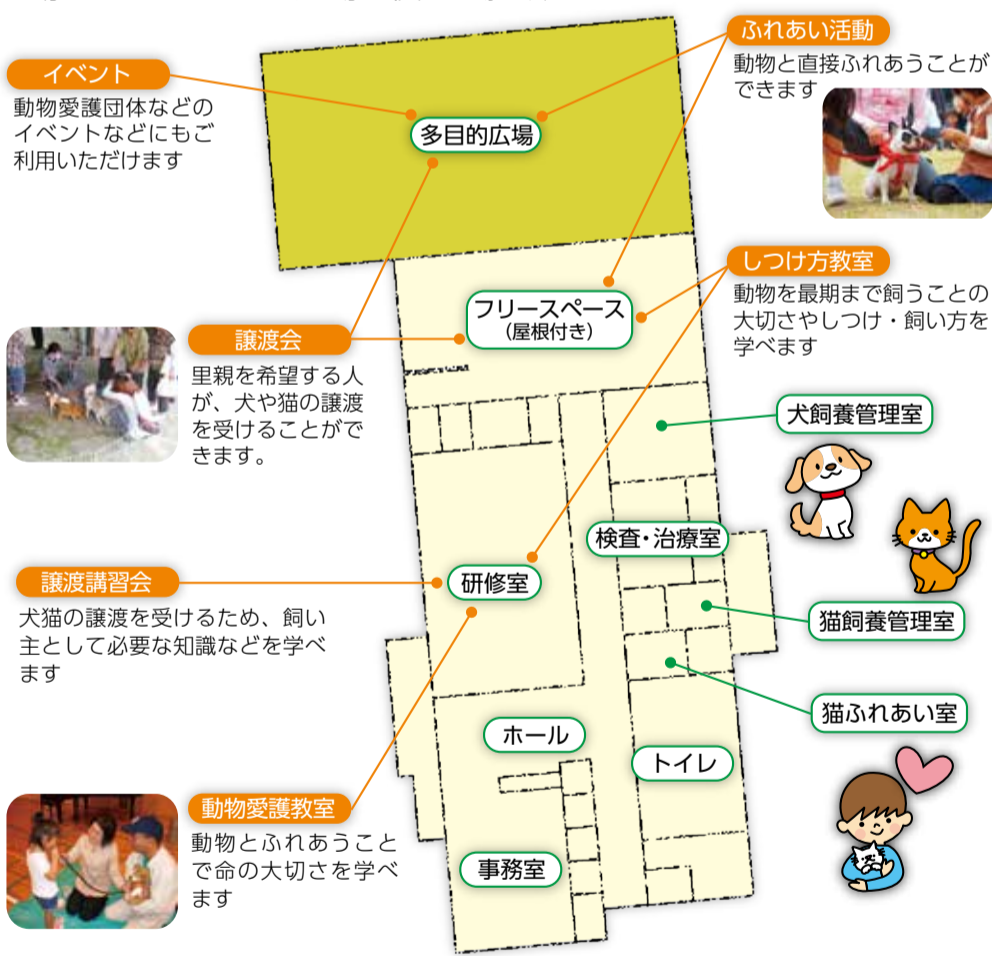 イベント
動物愛護団体などの
イベントなどにもご
利用いただけます
ふれあい活動
動物と直接ふれあうことが
できます
多目的広場
しつけ方教室
動物を最期まで飼うことの
大切さやしつけ・飼い方を
学べます
フリースペース
(屋根付き)
譲渡会
里親を希望する人
が、犬や猫の譲渡
を受けることがで
きます。
犬飼養管理室
検査・治療室
譲渡講習会
犬猫の譲渡を受けるため、飼い
主として必要な知識などを学べ
ます
研修室
猫飼養管理室
猫ふれあい室
ホール
トイレ
動物愛護教室
動物とふれあうこと
で命の大切さを学べ
ます
事務室